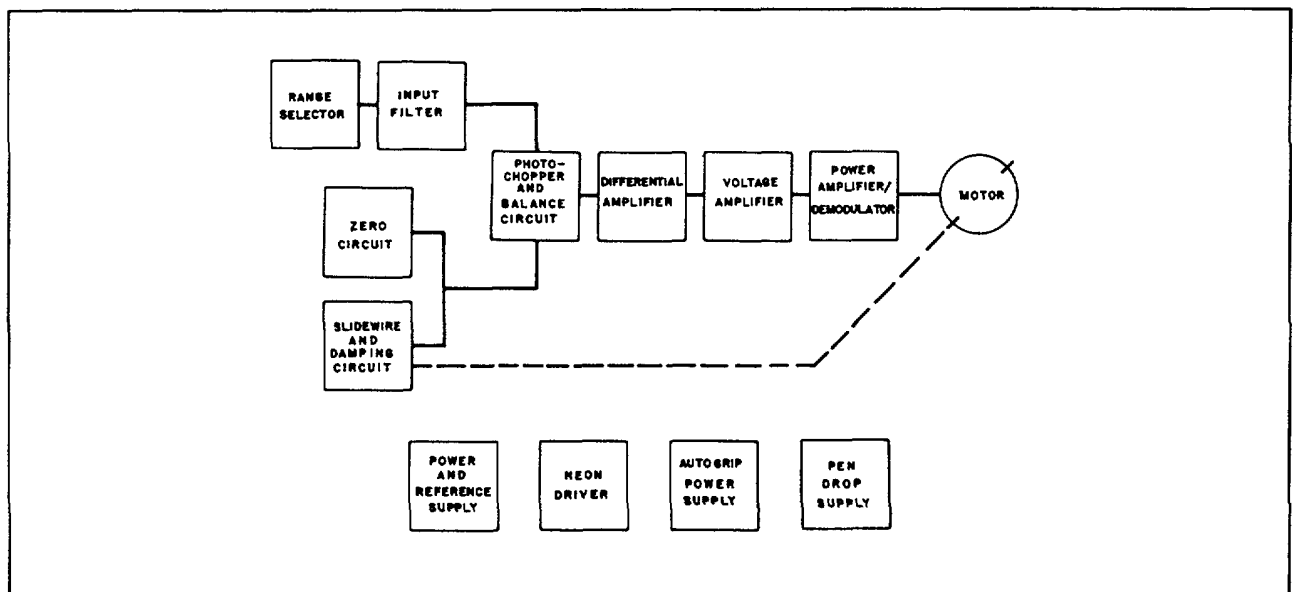 RANGE
SELECTOR
INPUT
FILTER
PHOTO-
CHOPPER
AND
BALANCE
CIRCUIT
DIFFERENTIAL
AMPLIFIER
VOLTAGE
AMPLIFIER
POWER
AMPLIFIER/
DEMODULATOR
MOTOR
ZERO
CIRCUIT
SLIDEWIRE
AND
DAMPING
CIRCUIT
POWER
AND
REFERENCE
SUPPLY
NEON
DRIVER
AUTOGRIP
POWER
SUPPLY
PEN
DROP
SUPPLY